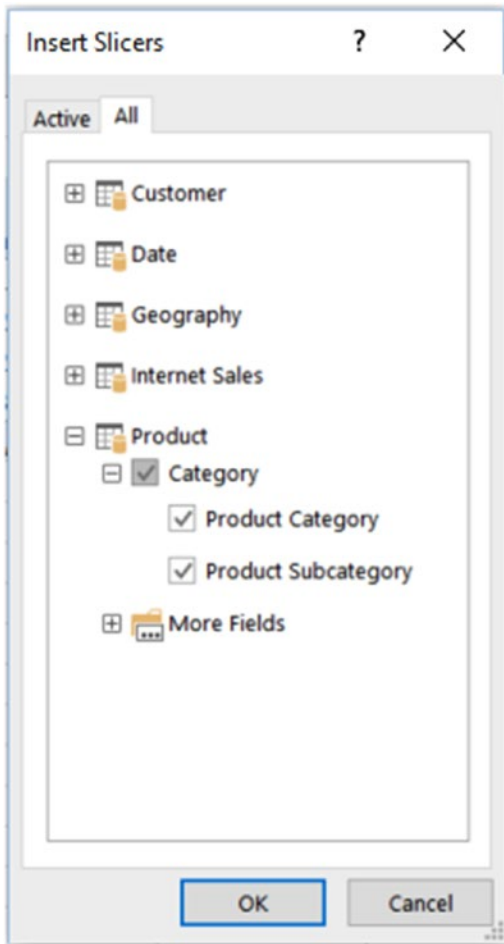 Insert Slicers ?
Active All
Customer
Date
Geography
Internet Sales
Product
Category
Product Category
Product Subcategory
More Fields
OK Cancel